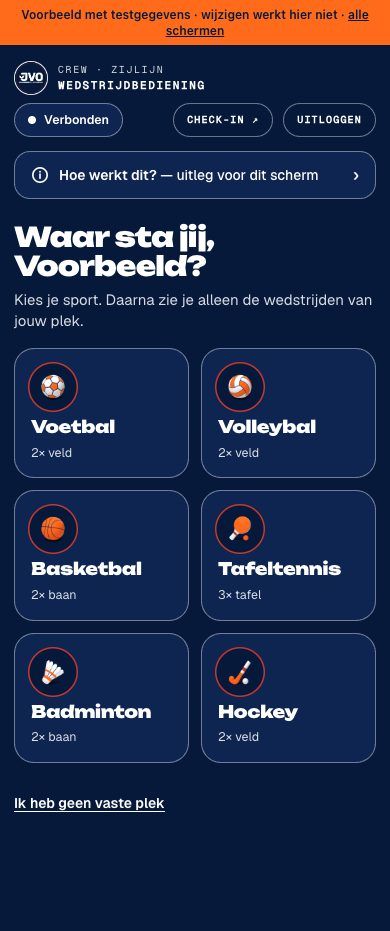 Voorbeeld met testgegevens · wijzigen werkt hier niet · alle
schermen
JVO
CREW · ZIJLIJN
WEDSTRIJDBEDIENING
Verbonden
CHECK-IN ↗
UITLOGGEN
Hoe werkt dit? — uitleg voor dit scherm
Waar sta jij,
Voorbeeld?
Kies je sport. Daarna zie je alleen de wedstrijden van
jouw plek.
Voetbal
2× veld
Volleybal
2× veld
Basketbal
2× baan
Tafeltennis
3× tafel
Badminton
2× baan
Hockey
2× veld
Ik heb geen vaste plek